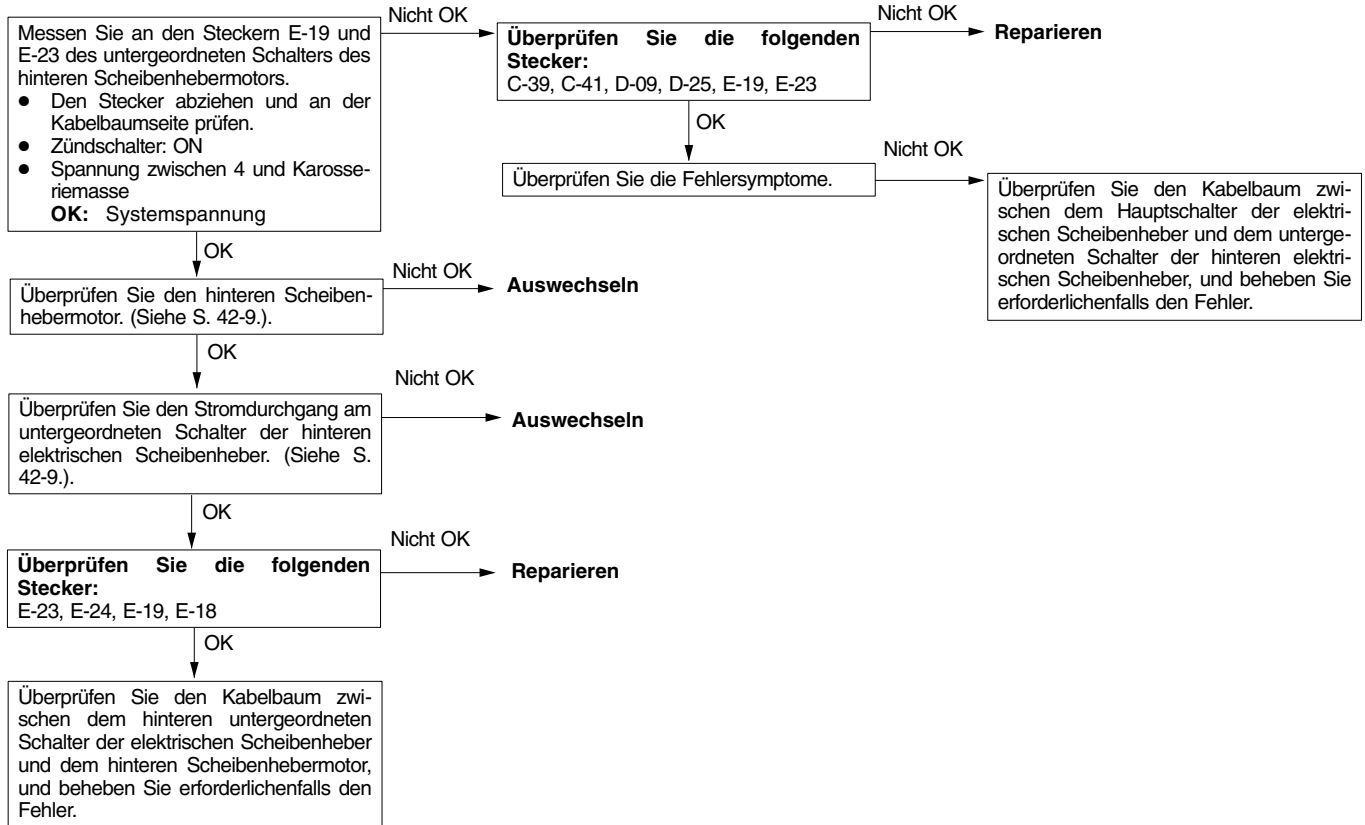 Messen Sie an den Steckern E-19 und
E-23 des untergeordneten Schalters des
hinteren Scheibenhebermotors.
● Den Stecker abziehen und an der
Kabelbaumseite prüfen.
● Zündschalter: ON
● Spannung zwischen 4 und Karosse-
riemasse
OK: Systemspannung
Nicht OK
Überprüfen Sie die folgenden
Stecker:
C-39, C-41, D-09, D-25, E-19, E-23
Nicht OK
Reparieren
OK
Überprüfen Sie die Fehlersymptome.
Nicht OK
Überprüfen Sie den Kabelbaum zwi-
schen dem Hauptschalter der elektri-
schen Scheibenheber und dem unterge-
ordneten Schalter der hinteren elektri-
schen Scheibenheber, und beheben Sie
erforderlichenfalls den Fehler.
OK
Überprüfen Sie den hinteren Scheiben-
hebermotor. (Siehe S. 42-9.).
Nicht OK
Auswechseln
OK
Überprüfen Sie den Stromdurchgang am
untergeordneten Schalter der hinteren
elektrischen Scheibenheber. (Siehe S.
42-9.).
Nicht OK
Auswechseln
OK
Überprüfen Sie die folgenden
Stecker:
E-23, E-24, E-19, E-18
Nicht OK
Reparieren
OK
Überprüfen Sie den Kabelbaum zwi-
schen dem hinteren untergeordneten
Schalter der elektrischen Scheibenheber
und dem hinteren Scheibenhebermotor,
und beheben Sie erforderlichenfalls den
Fehler.